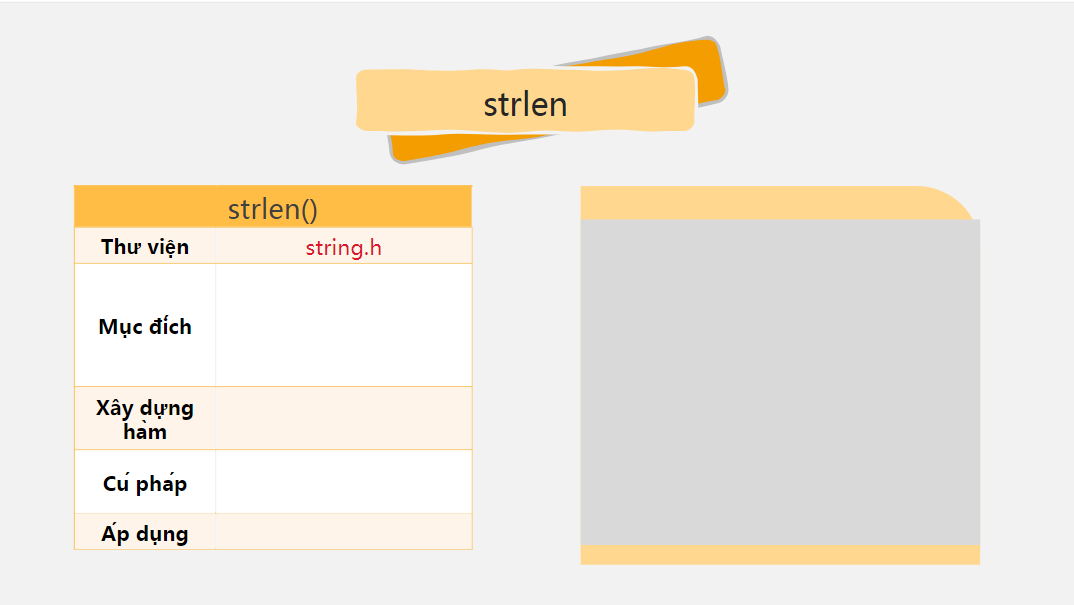 strlen
strlen()
Thư viện
string.h
Mục đích
Xây dựng
hàm
Cú pháp
Áp dụng